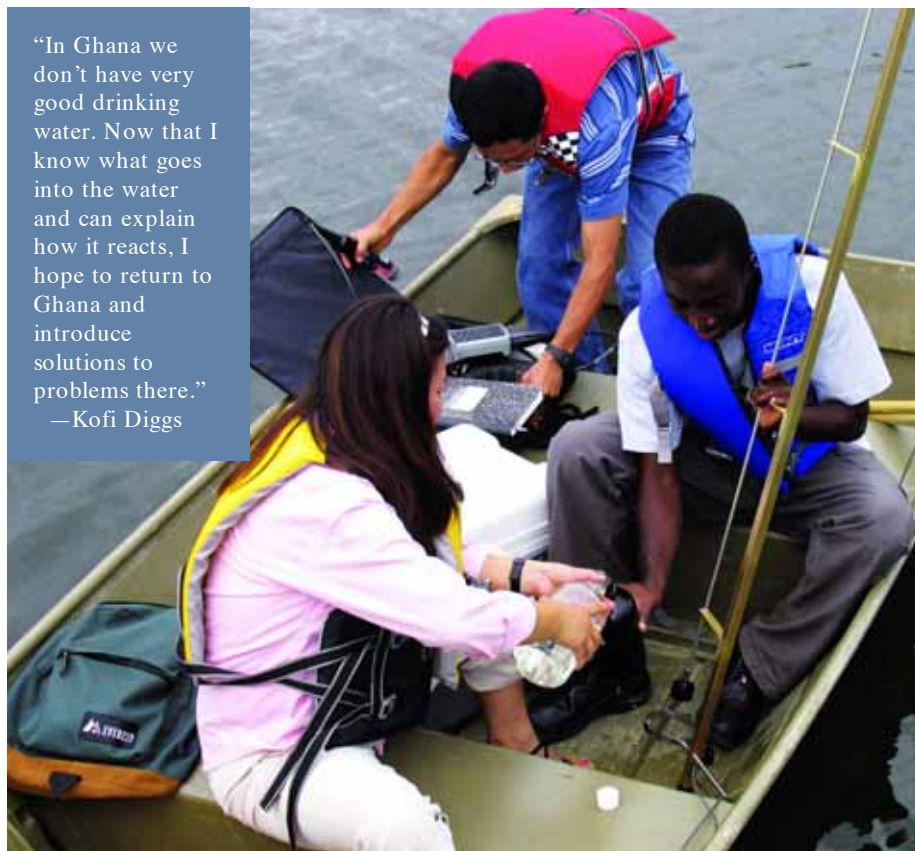 “In Ghana we
don’t have very
good drinking
water. Now that I
know what goes
into the water
and can explain
how it reacts, I
hope to return to
Ghana and
introduce
solutions to
problems there.”
—Kofi Diggs
EVEREST